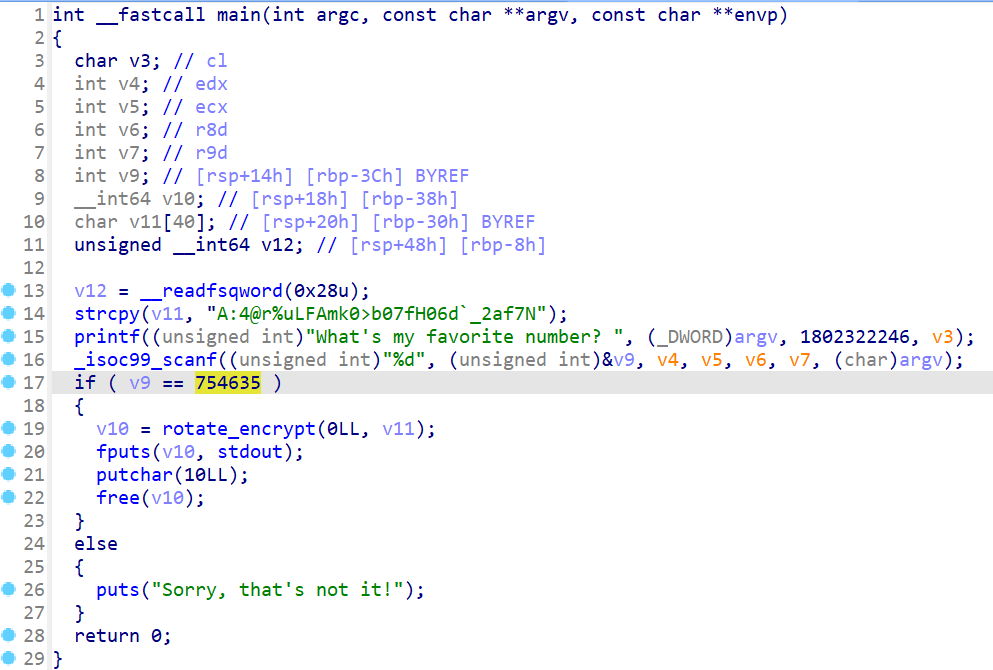 1 int __fastcall main(int argc, const char **argv, const char **envp)
2 {
3   char v3; // cl
4   int v4; // edx
5   int v5; // ecx
6   int v6; // r8d
7   int v7; // r9d
8   int v9; // [rsp+14h] [rbp-3Ch] BYREF
9   __int64 v10; // [rsp+18h] [rbp-38h]
10   char v11[40]; // [rsp+20h] [rbp-30h] BYREF
11   unsigned __int64 v12; // [rsp+48h] [rbp-8h]
12
13   v12 = __readfsqword(0x28u);
14   strcpy(v11, "A:4@r%uLFAmk0>b07fH06d`_2af7N");
15   printf((unsigned int)"What's my favorite number? ", (_DWORD)argv, 1802322246, v3);
16   _isoc99_scanf((unsigned int)"%d", (unsigned int)&v9, v4, v5, v6, v7, (char)argv);
17   if ( v9 == 754635 )
18   {
19     v10 = rotate_encrypt(0LL, v11);
20     fputs(v10, stdout);
21     putchar(10LL);
22     free(v10);
23   }
24   else
25   {
26     puts("Sorry, that's not it!");
27   }
28   return 0;
29 }